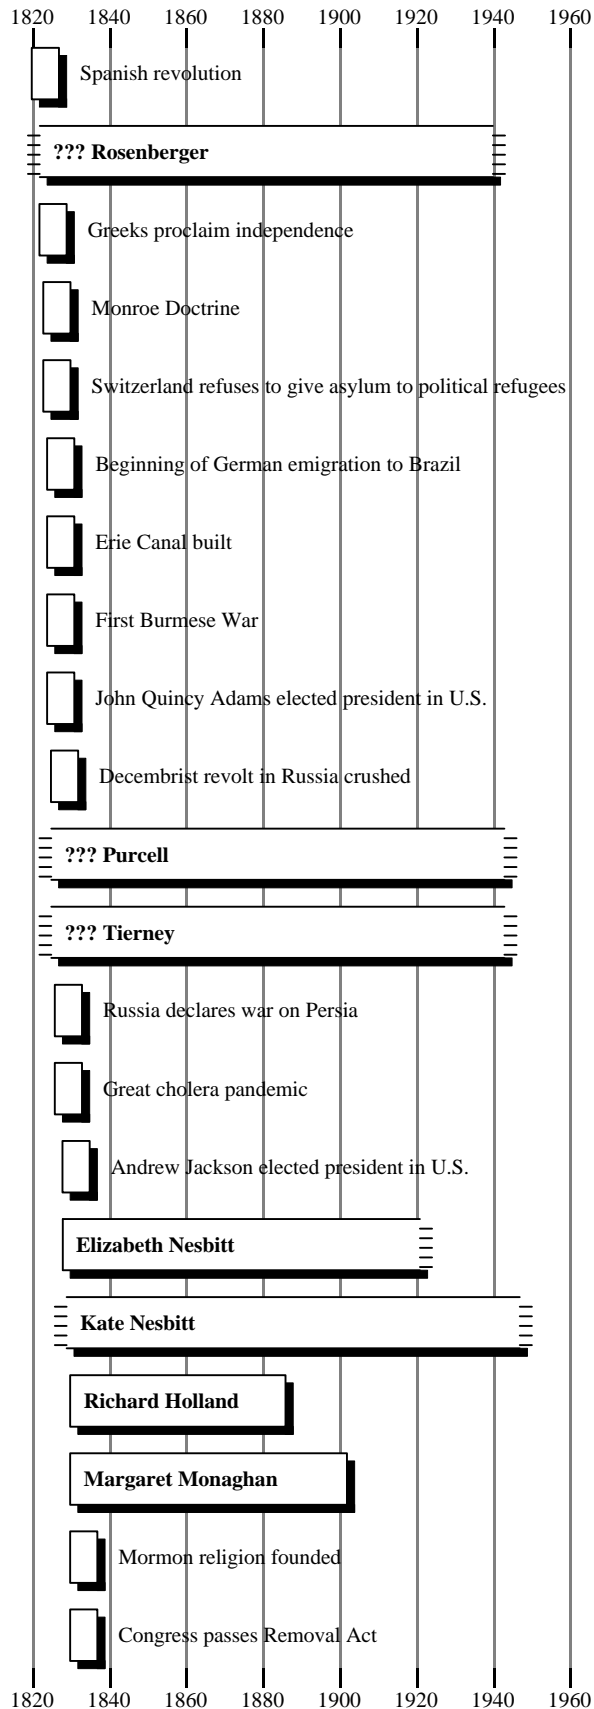 1820 1840 1860 1880 1900 1920 1940 1960
Spanish revolution
??? Rosenberger
Greeks proclaim independence
Monroe Doctrine
Switzerland refuses to give asylum to political refugees
Beginning of German emigration to Brazil
Erie Canal built
First Burmese War
John Quincy Adams elected president in U.S.
Decembrist revolt in Russia crushed
??? Purcell
??? Tierney
Russia declares war on Persia
Great cholera pandemic
Andrew Jackson elected president in U.S.
Elizabeth Nesbitt
Kate Nesbitt
Richard Holland
Margaret Monaghan
Mormon religion founded
Congress passes Removal Act
1820 1840 1860 1880 1900 1920 1940 1960